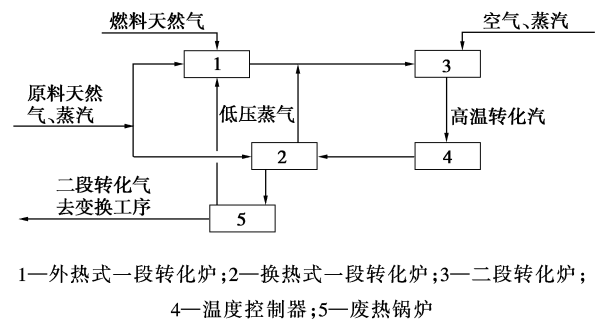 燃料天然气
空气、蒸汽
1
3
原料天然
气、蒸汽
低压蒸气
高温转化汽
2
4
二段转化气
去变换工序
5
1—外热式一段转化炉;2—换热式一段转化炉;3—二段转化炉;
4—温度控制器;5—废热锅炉